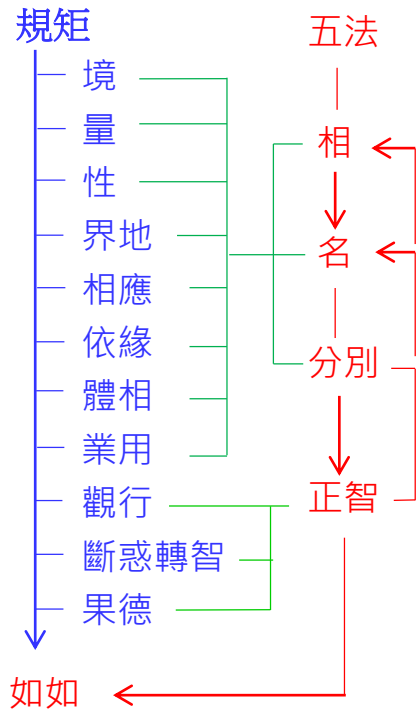 規矩
境
量
性
界地
相應
依緣
體相
業用
觀行
斷惑轉智
果德
五法
相
名
分別
正智
如如